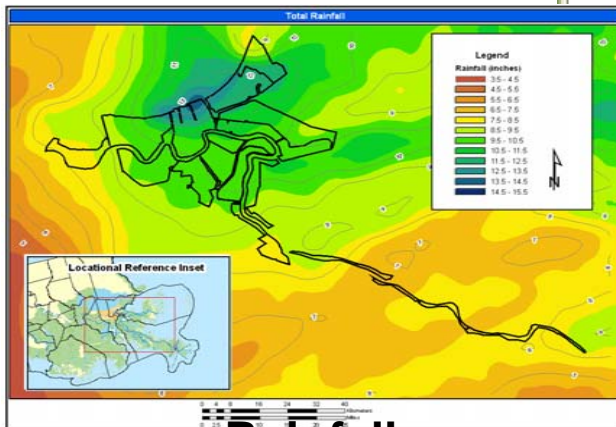 Total Rainfall
Legend
Rainfall (inches)
3.5 - 4.5
4.5 - 5.5
5.5 - 6.5
6.5 - 7.5
7.5 - 8.5
8.5 - 9.5
9.5 - 10.5
10.5 - 11.5
11.5 - 12.5
12.5 - 13.5
13.5 - 14.5
14.5 - 15.5
N
Locational Reference Inset
0 4 8 16 24 32 40
Kilometers
Miles
Rainfall